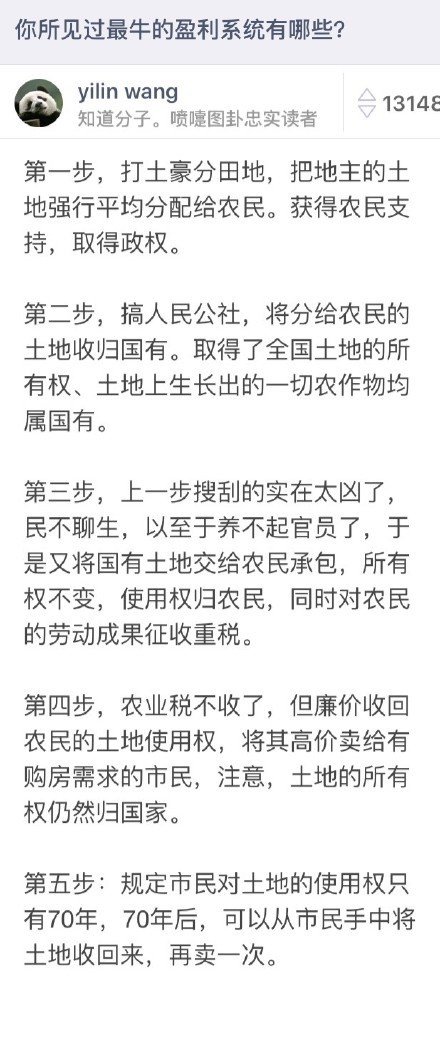 你所见过最牛的盈利系统有哪些?
yilin wang
知道分子。喷嚏图卦忠实读者
13148
第一步，打土豪分田地，把地主的土
地强行平均分配给农民。获得农民支
持，取得政权。
第二步，搞人民公社，将分给农民的
土地收归国有。取得了全国土地的所
有权、土地上生长出的一切农作物均
属国有。
第三步，上一步搜刮的实在太凶了，
民不聊生，以至于养不起官员了，于
是又将国有土地交给农民承包，所有
权不变，使用权归农民，同时对农民
的劳动成果征收重税。
第四步，农业税不收了，但廉价收回
农民的土地使用权，将其高价卖给有
购房需求的市民，注意，土地的所有
权仍然归国家。
第五步：规定市民对土地的使用权只
有70年，70年后，可以从市民手中将
土地收回来，再卖一次。